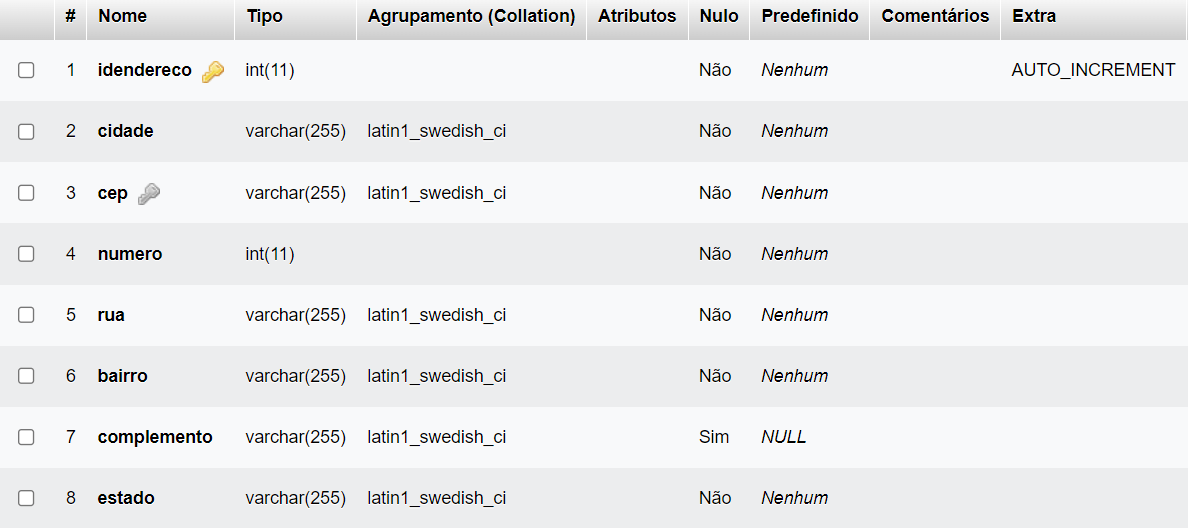 # Nome Tipo Agrupamento (Collation) Atributos Nulo Predefinido Comentários Extra
1 idendereco int(11) Não Nenhum AUTO_INCREMENT
2 cidade varchar(255) latin1_swedish_ci Não Nenhum
3 cep varchar(255) latin1_swedish_ci Não Nenhum
4 numero int(11) Não Nenhum
5 rua varchar(255) latin1_swedish_ci Não Nenhum
6 bairro varchar(255) latin1_swedish_ci Não Nenhum
7 complemento varchar(255) latin1_swedish_ci Sim NULL
8 estado varchar(255) latin1_swedish_ci Não Nenhum